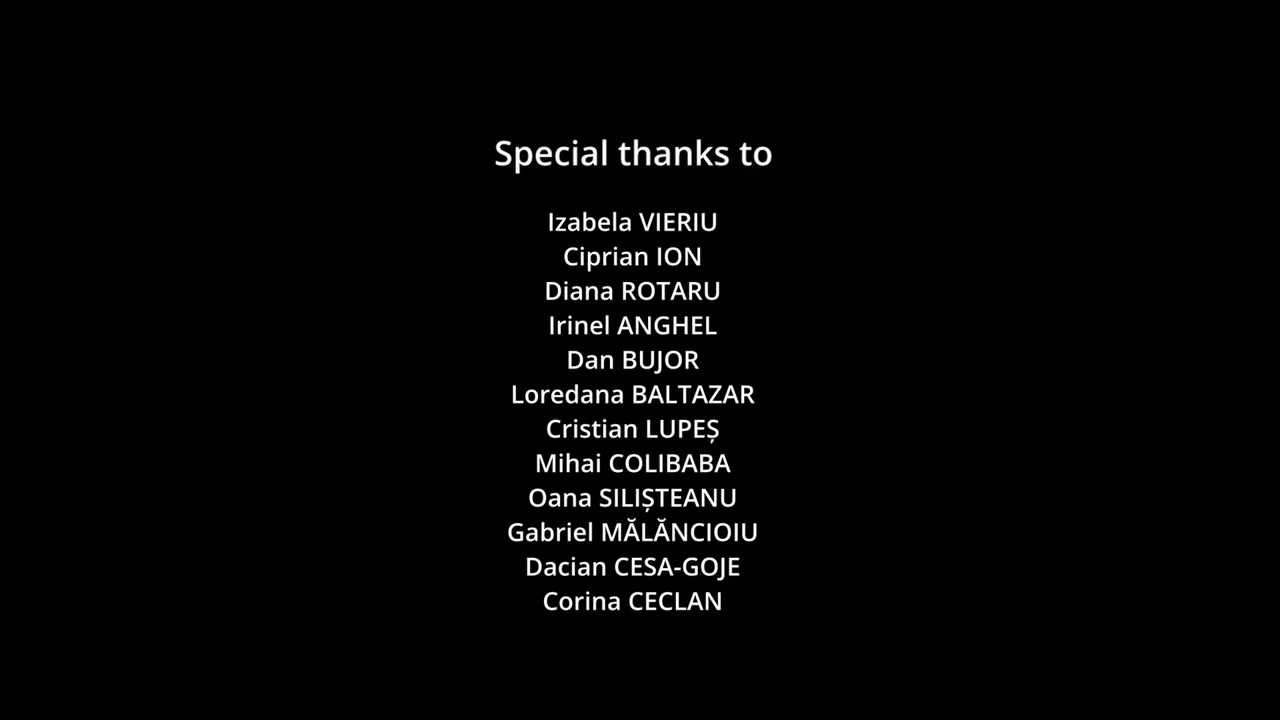 Special thanks to
Izabela VIERIU
Ciprian ION
Diana ROTARU
Irinel ANGHEL
Dan BUJOR
Loredana BALTAZAR
Cristian LUPEȘ
Mihai COLIBABA
Oana SILIȘTEANU
Gabriel MĂLĂNCIOIU
Dacian CESA-GOJE
Corina CECLAN